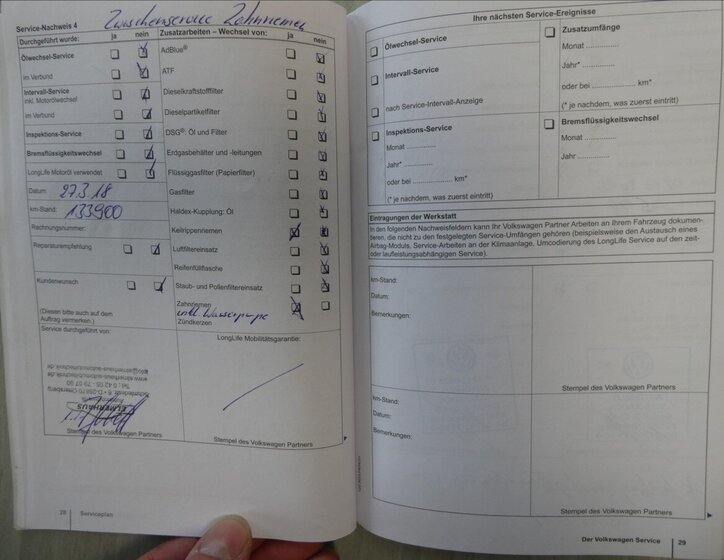 Service-Nachweis 4
Zwischenservice Zahnriemen
Durchgeführt wurde: ja nein
Ölwechsel-Service
im Verbund
Intervall-Service
inkl. Motorölwechsel
im Verbund
Inspektions-Service
Bremsflüssigkeitswechsel
LongLife Motoröl verwendet
Datum: 27.3.18
km-Stand: 133900
Rechnungsnummer:
Reparaturempfehlung
Kundenwunsch
(Diesen bitte auch auf dem
Auftrag vermerken.)
Service durchgeführt von:
Stempel des Volkswagen Partners
Zusatzarbeiten – Wechsel von: ja nein
AdBlue®
ATF
Dieselkraftstofffilter
Dieselpartikelfilter
DSG®: Öl und Filter
Erdgasbehälter und -leitungen
Flüssiggasfilter (Papierfilter)
Gasfilter
Haldex-Kupplung: Öl
Keilrippenriemen
Luftfiltereinsatz
Reifenfüllflasche
Staub- und Pollenfiltereinsatz
Zahnriemen
inkl. Wasserpumpe
Zündkerzen
LongLife Mobilitätsgarantie:
Stempel des Volkswagen Partners
28 Serviceplan
Ihre nächsten Service-Ereignisse
Ölwechsel-Service
Intervall-Service
nach Service-Intervall-Anzeige
Inspektions-Service
Monat ..............
Jahr* ..............
oder bei .............. km*
(* je nachdem, was zuerst eintritt)
Zusatzumfänge
Monat ..............
Jahr* ..............
oder bei .............. km*
(* je nachdem, was zuerst eintritt)
Bremsflüssigkeitswechsel
Monat ..............
Jahr ..............
Eintragungen der Werkstatt
In den folgenden Nachweisfeldern kann Ihr Volkswagen Partner Arbeiten an Ihrem Fahrzeug dokumen-
tieren, die nicht zu den festgelegten Service-Umfängen gehören (beispielsweise den Austausch eines
Airbag-Moduls, Service-Arbeiten an der Klimaanlage, Umcodierung des LongLife Service auf den zeit-
oder laufleistungsabhängigen Service).
km-Stand:
Datum:
Bemerkungen:
Stempel des Volkswagen Partners
km-Stand:
Datum:
Bemerkungen:
Stempel des Volkswagen Partners
Der Volkswagen Service 29